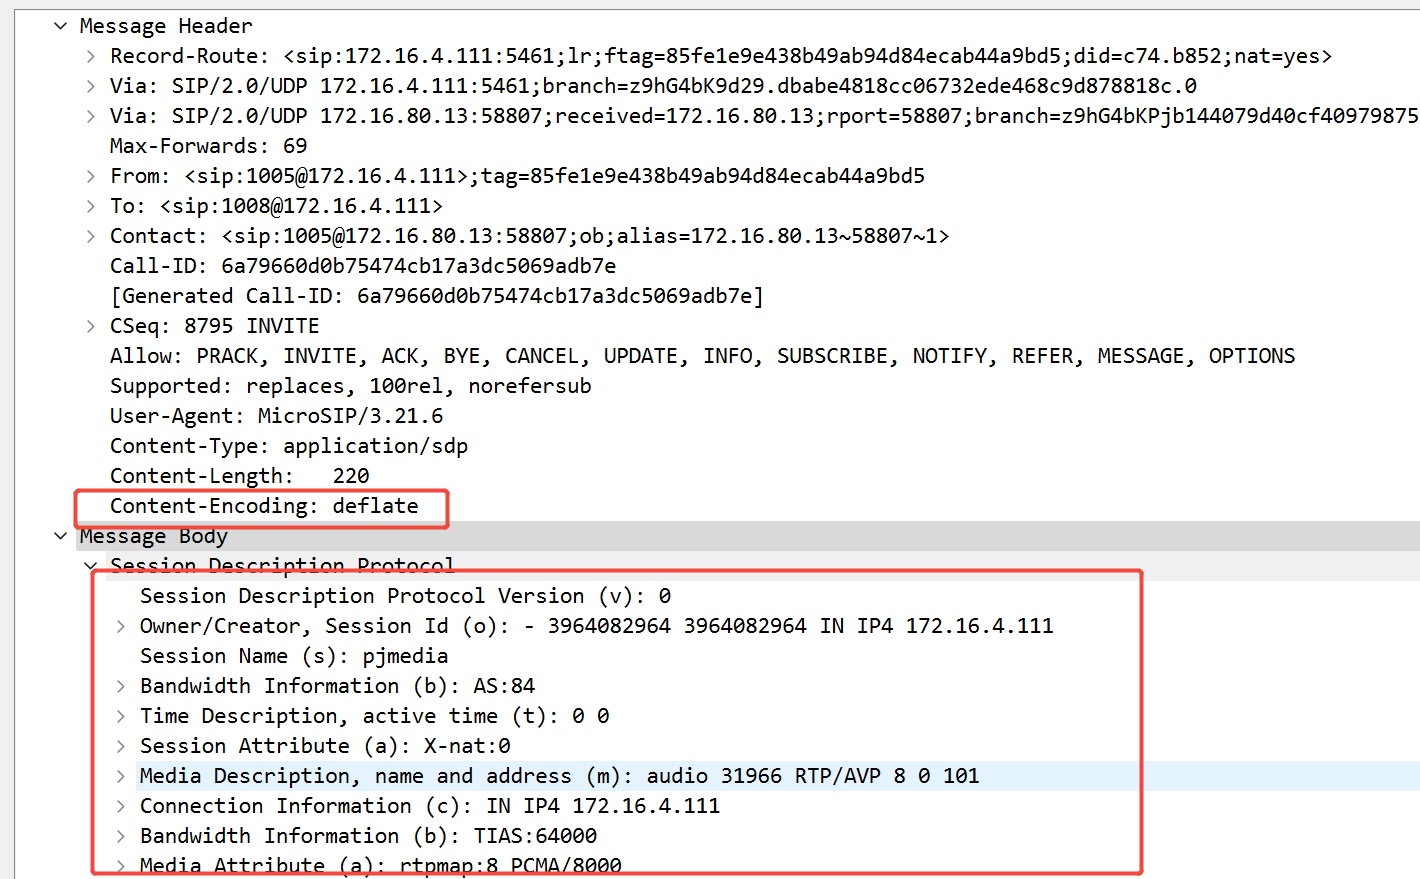 Message Header
Record-Route: <sip:172.16.4.111:5461;lr;ftag=85fe1e9e438b49ab94d84ecab44a9bd5;did=c74.b852;nat=yes>
Via: SIP/2.0/UDP 172.16.4.111:5461;branch=z9hG4bK9d29.dbabe4818cc06732ede468c9d878818c.0
Via: SIP/2.0/UDP 172.16.80.13:58807;received=172.16.80.13;rport=58807;branch=z9hG4bKPjb144079d40cf40979875
Max-Forwards: 69
From: <sip:1005@172.16.4.111>;tag=85fe1e9e438b49ab94d84ecab44a9bd5
To: <sip:1008@172.16.4.111>
Contact: <sip:1005@172.16.80.13:58807;ob;alias=172.16.80.13~58807~1>
Call-ID: 6a79660d0b75474cb17a3dc5069adb7e
[Generated Call-ID: 6a79660d0b75474cb17a3dc5069adb7e]
CSeq: 8795 INVITE
Allow: PRACK, INVITE, ACK, BYE, CANCEL, UPDATE, INFO, SUBSCRIBE, NOTIFY, REFER, MESSAGE, OPTIONS
Supported: replaces, 100rel, norefersub
User-Agent: MicroSIP/3.21.6
Content-Type: application/sdp
Content-Length:   220
Content-Encoding: deflate
Message Body
Session Description Protocol
Session Description Protocol Version (v): 0
Owner/Creator, Session Id (o): - 3964082964 3964082964 IN IP4 172.16.4.111
Session Name (s): pjmedia
Bandwidth Information (b): AS:84
Time Description, active time (t): 0 0
Session Attribute (a): X-nat:0
Media Description, name and address (m): audio 31966 RTP/AVP 8 0 101
Connection Information (c): IN IP4 172.16.4.111
Bandwidth Information (b): TIAS:64000
Media Attribute (a): rtpmap:8 PCMA/8000